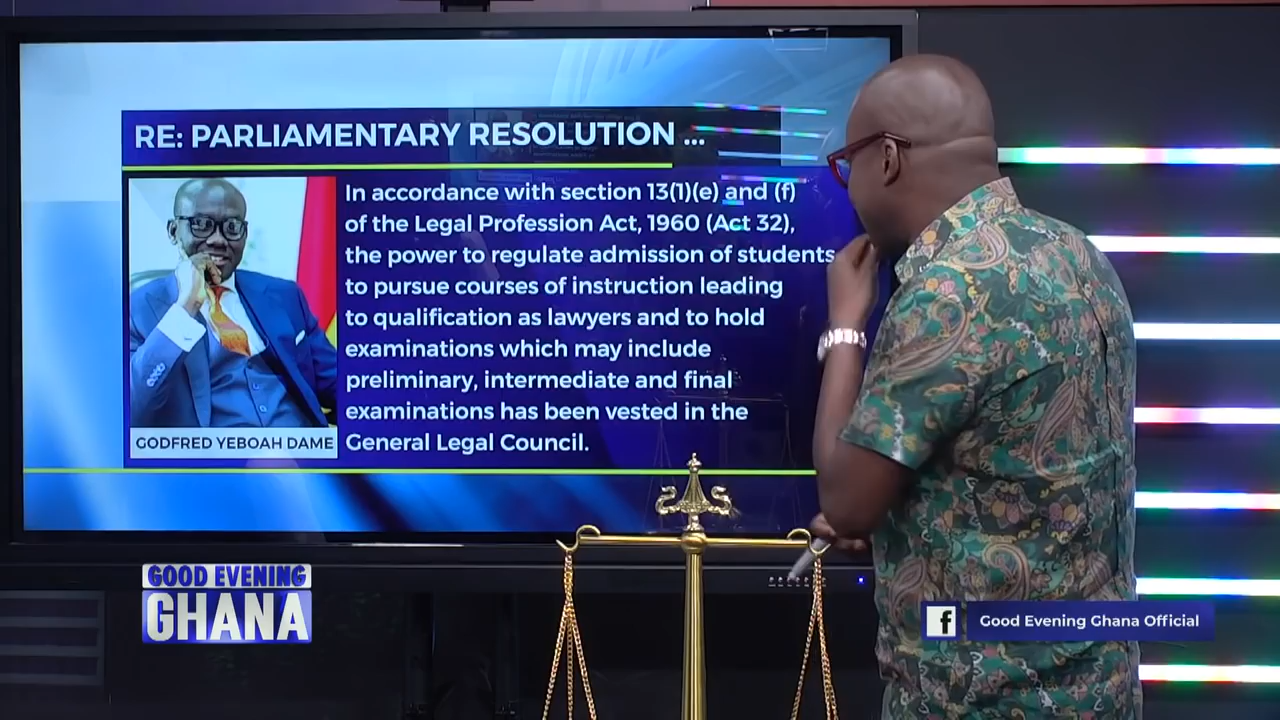 RE: PARLIAMENTARY RESOLUTION ...
In accordance with section 13(1)(e) and (f)
of the Legal Profession Act, 1960 (Act 32),
the power to regulate admission of students
to pursue courses of instruction leading
to qualification as lawyers and to hold
examinations which may include
preliminary, intermediate and final
examinations has been vested in the
General Legal Council.
GODFRED YEBOAH DAME
GOOD EVENING
GHANA
f Good Evening Ghana Official